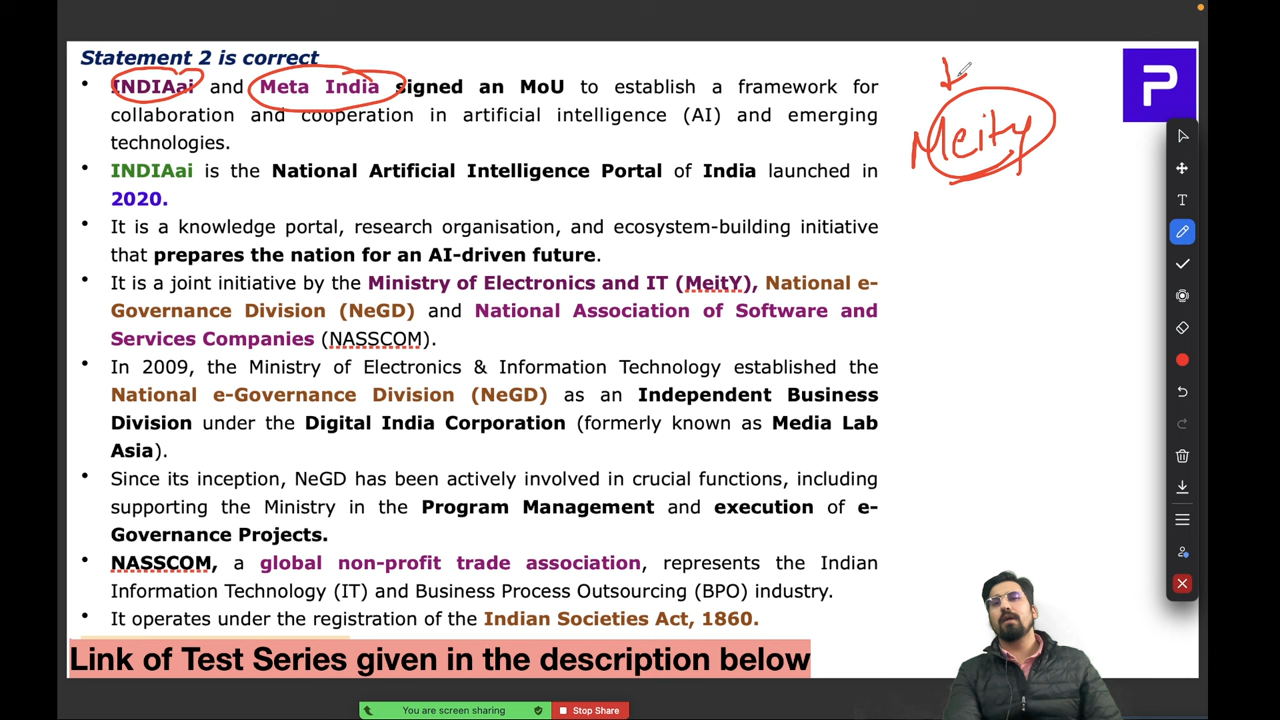 Statement 2 is correct
• INDIAai and Meta India signed an MoU to establish a framework for
collaboration and cooperation in artificial intelligence (AI) and emerging
technologies.
• INDIAai is the National Artificial Intelligence Portal of India launched in
2020.
• It is a knowledge portal, research organisation, and ecosystem-building initiative
that prepares the nation for an AI-driven future.
• It is a joint initiative by the Ministry of Electronics and IT (MeitY), National e-
Governance Division (NeGD) and National Association of Software and
Services Companies (NASSCOM).
• In 2009, the Ministry of Electronics & Information Technology established the
National e-Governance Division (NeGD) as an Independent Business
Division under the Digital India Corporation (formerly known as Media Lab
Asia).
• Since its inception, NeGD has been actively involved in crucial functions, including
supporting the Ministry in the Program Management and execution of e-
Governance Projects.
• NASSCOM, a global non-profit trade association, represents the Indian
Information Technology (IT) and Business Process Outsourcing (BPO) industry.
• It operates under the registration of the Indian Societies Act, 1860.
Link of Test Series given in the description below
Meity
P
T
You are screen sharing
Stop Share